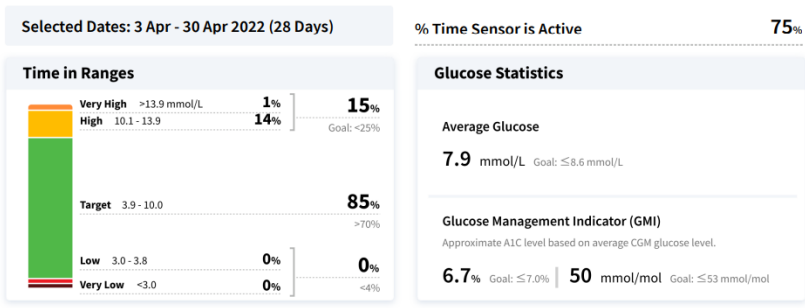 Selected Dates: 3 Apr - 30 Apr 2022 (28 Days)
% Time Sensor is Active 75%
Time in Ranges
Very High >13.9 mmol/L 1%
High 10.1 - 13.9 14%
15%
Goal: <25%
Target 3.9 - 10.0 85%
>70%
Low 3.0 - 3.8 0%
Very Low <3.0 0%
0%
<4%
Glucose Statistics
Average Glucose
7.9 mmol/L Goal: ≤8.6 mmol/L
Glucose Management Indicator (GMI)
Approximate A1C level based on average CGM glucose level.
6.7% Goal: ≤7.0% | 50 mmol/mol Goal: ≤53 mmol/mol